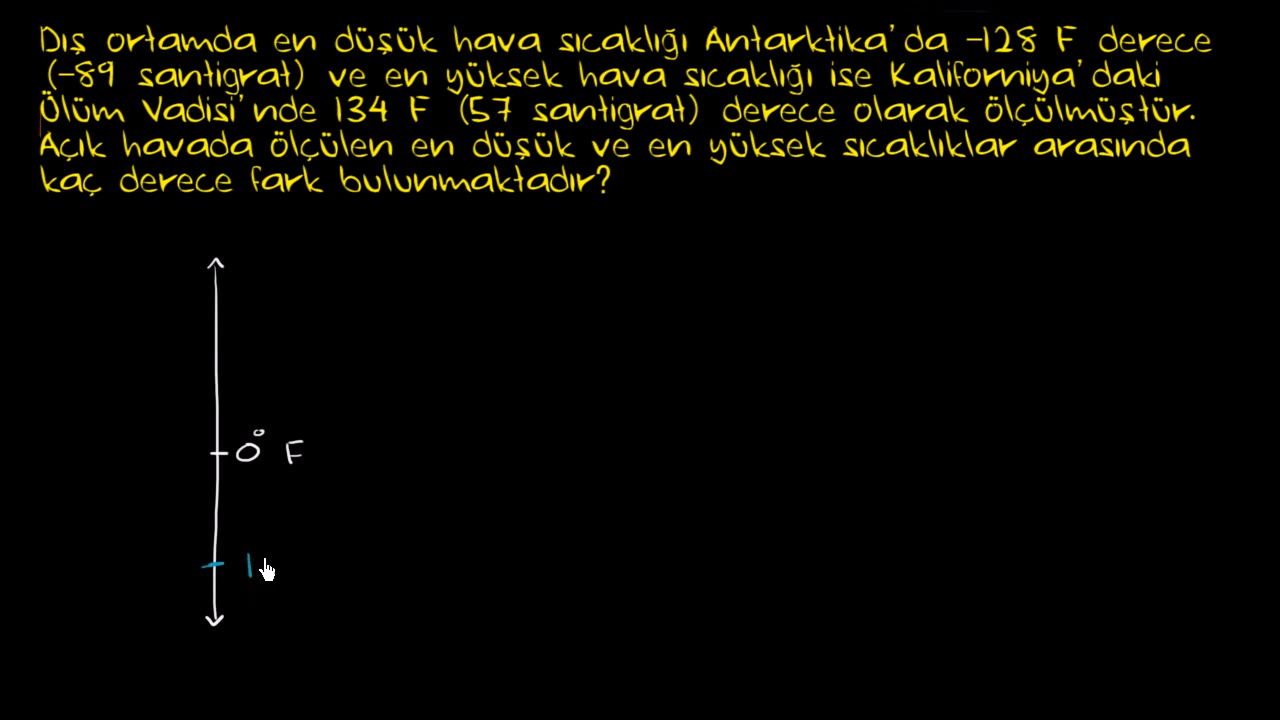 Dış ortamda en düşük hava sıcaklığı Antarktika'da -128 F derece
(-89 santigrat) ve en yüksek hava sıcaklığı ise Kaliforniya'daki
Ülüm Vadisi'nde 134 F (57 santigrat) derece olarak ölçülmüştür.
Açık havada ölçülen en düşük ve en yüksek sıcaklıklar arasında
kaç derece fark bulunmaktadır?
0° F
1